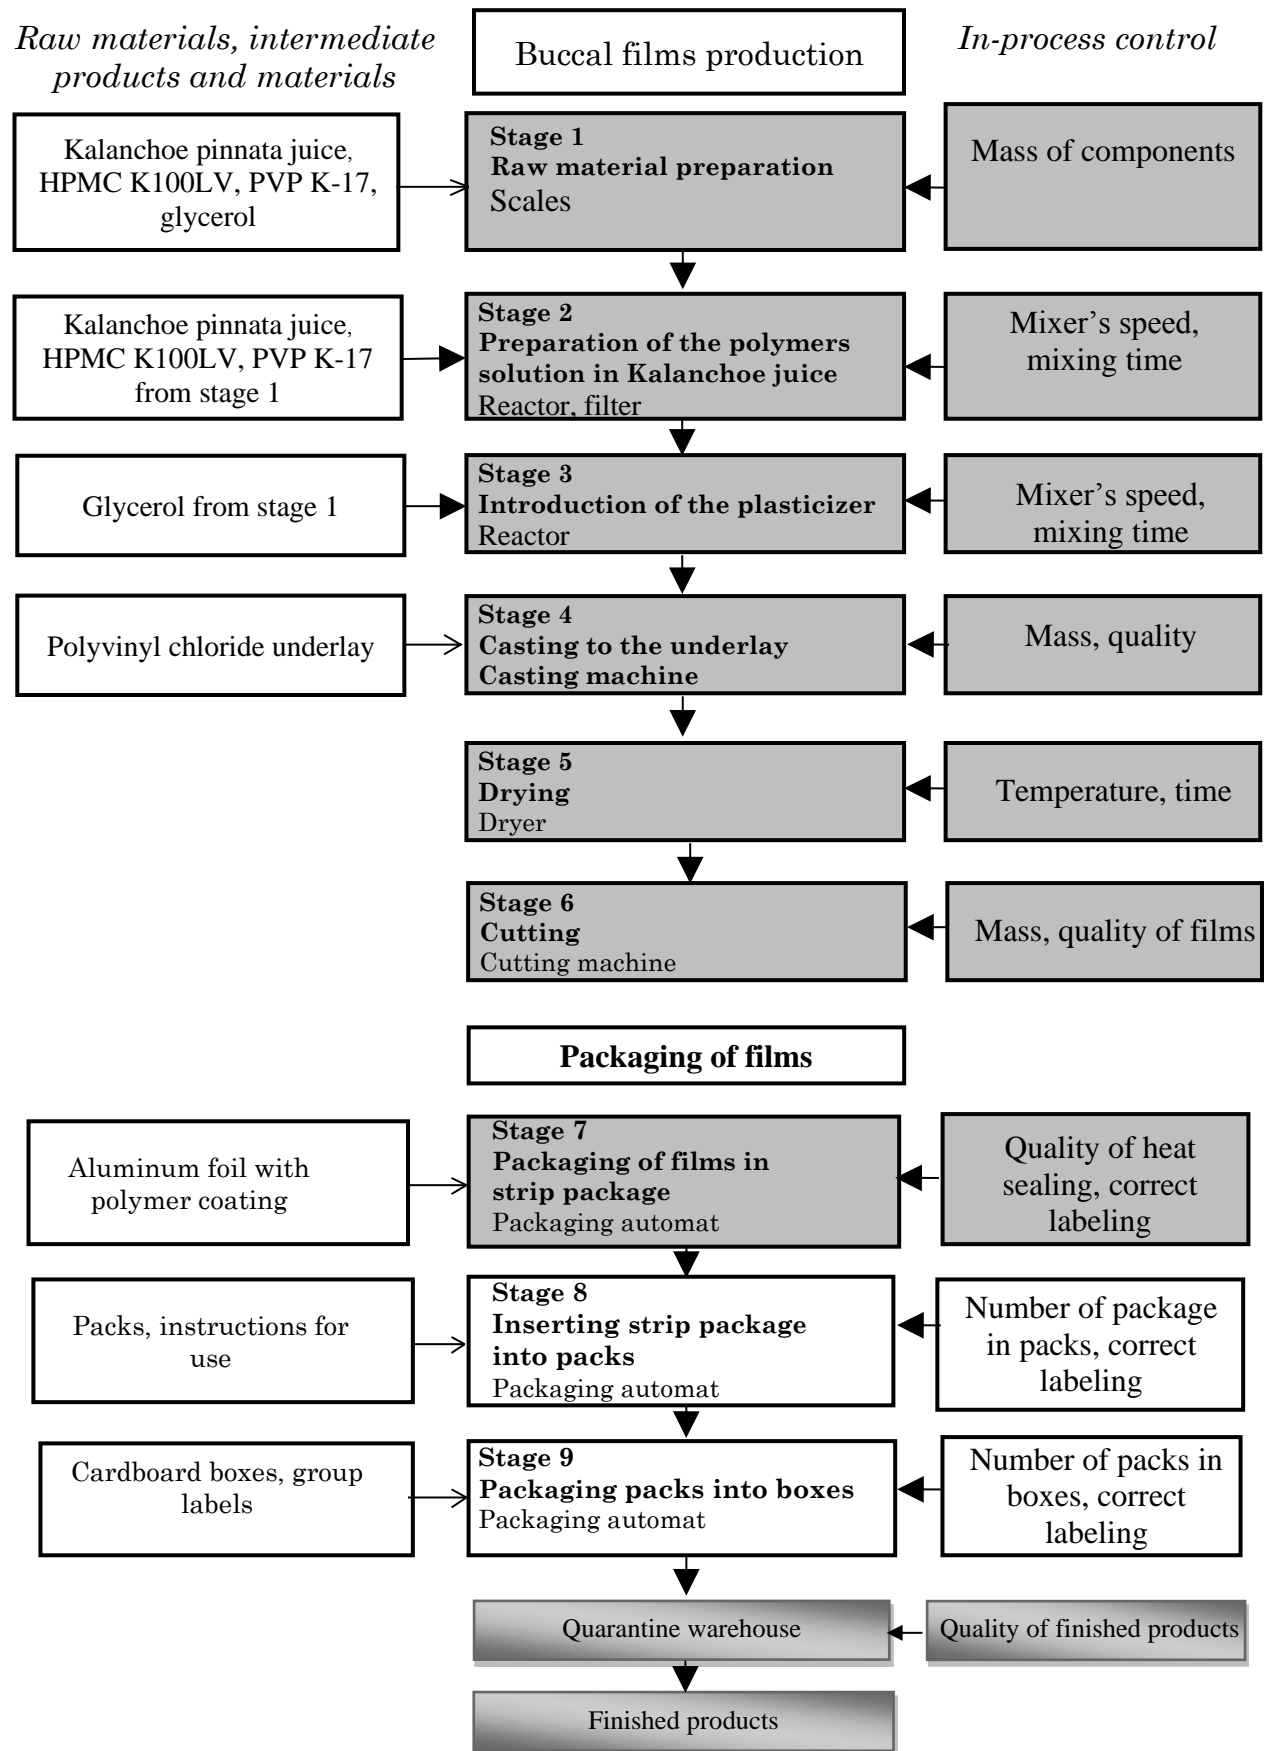 Raw materials, intermediate
products and materials
Buccal films production
In-process control
Kalanchoe pinnata juice,
HPMC K100LV, PVP K-17,
glycerol
Stage 1
Raw material preparation
Scales
Mass of components
Kalanchoe pinnata juice,
HPMC K100LV, PVP K-17
from stage 1
Stage 2
Preparation of the polymers
solution in Kalanchoe juice
Reactor, filter
Mixer's speed,
mixing time
Glycerol from stage 1
Stage 3
Introduction of the plasticizer
Reactor
Mixer's speed,
mixing time
Polyvinyl chloride underlay
Stage 4
Casting to the underlay
Casting machine
Mass, quality
Stage 5
Drying
Dryer
Temperature, time
Stage 6
Cutting
Cutting machine
Mass, quality of films
Packaging of films
Aluminum foil with
polymer coating
Stage 7
Packaging of films in
strip package
Packaging automat
Quality of heat
sealing, correct
labeling
Packs, instructions for
use
Stage 8
Inserting strip package
into packs
Packaging automat
Number of package
in packs, correct
labeling
Cardboard boxes, group
labels
Stage 9
Packaging packs into boxes
Packaging automat
Number of packs in
boxes, correct
labeling
Quarantine warehouse
Quality of finished products
Finished products